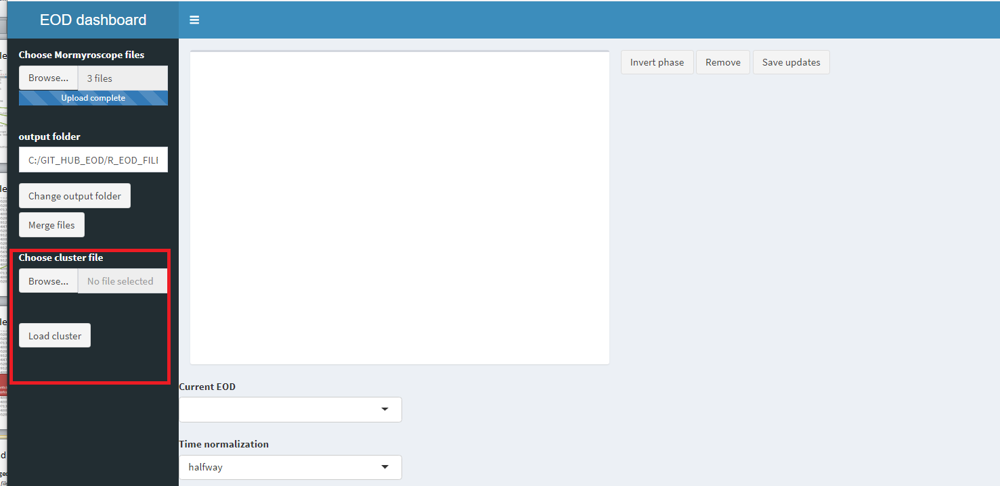 EOD dashboard
Choose Mormyroscope files
Browse...
3 files
Upload complete
output folder
C:/GIT_HUB_EOD/R_EOD_FILE
Change output folder
Merge files
Choose cluster file
Browse...
No file selected
Load cluster
Invert phase
Remove
Save updates
Current EOD
Time normalization
halfway